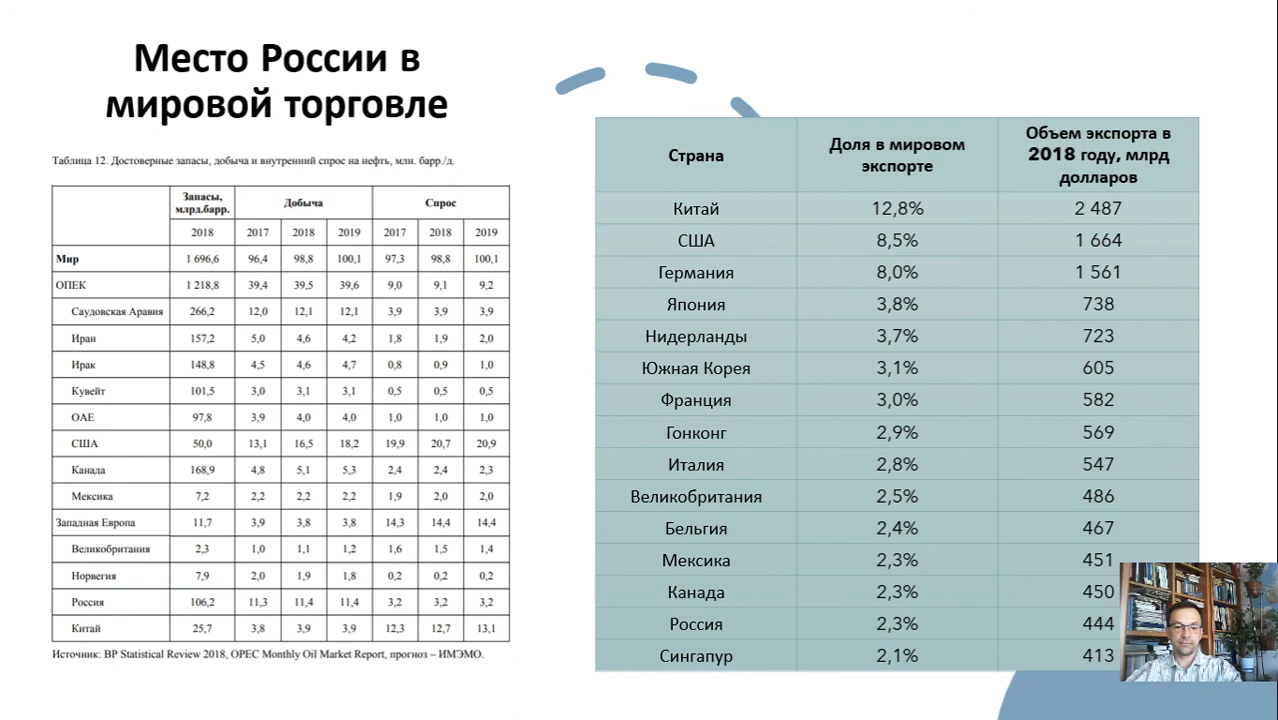 Место России в
мировой торговле
Таблица 12. Достоверные запасы, добыча и внутренний спрос на нефть, млн. барр./д.
Запасы, млрд.барр. Добыча Спрос
2018 2017 2018 2019 2017 2018 2019
Мир 1 696,6 96,4 98,8 100,1 97,3 98,8 100,1
ОПЕК 1 218,8 39,4 39,5 39,6 9,0 9,1 9,2
Саудовская Аравия 266,2 12,0 12,1 12,1 3,9 3,9 3,9
Иран 157,2 5,0 4,6 4,2 1,8 1,9 2,0
Ирак 148,8 4,5 4,6 4,7 0,8 0,9 1,0
Кувейт 101,5 3,0 3,1 3,1 0,5 0,5 0,5
ОАЕ 97,8 3,9 4,0 4,0 1,0 1,0 1,0
США 50,0 13,1 16,5 18,2 19,9 20,7 20,9
Канада 168,9 4,8 5,1 5,3 2,4 2,4 2,3
Мексика 7,2 2,2 2,2 2,2 1,9 2,0 2,0
Западная Европа 11,7 3,9 3,8 3,8 14,3 14,4 14,4
Великобритания 2,3 1,0 1,1 1,2 1,6 1,5 1,4
Норвегия 7,9 2,0 1,9 1,8 0,2 0,2 0,2
Россия 106,2 11,3 11,4 11,4 3,2 3,2 3,2
Китай 25,7 3,8 3,9 3,9 12,3 12,7 13,1
Источник: BP Statistical Review 2018, OPEC Monthly Oil Market Report, прогноз – ИМЭМО.
Страна Доля в мировом экспорте Объем экспорта в 2018 году, млрд долларов
Китай 12,8% 2 487
США 8,5% 1 664
Германия 8,0% 1 561
Япония 3,8% 738
Нидерланды 3,7% 723
Южная Корея 3,1% 605
Франция 3,0% 582
Гонконг 2,9% 569
Италия 2,8% 547
Великобритания 2,5% 486
Бельгия 2,4% 467
Мексика 2,3% 451
Канада 2,3% 450
Россия 2,3% 444
Сингапур 2,1% 413